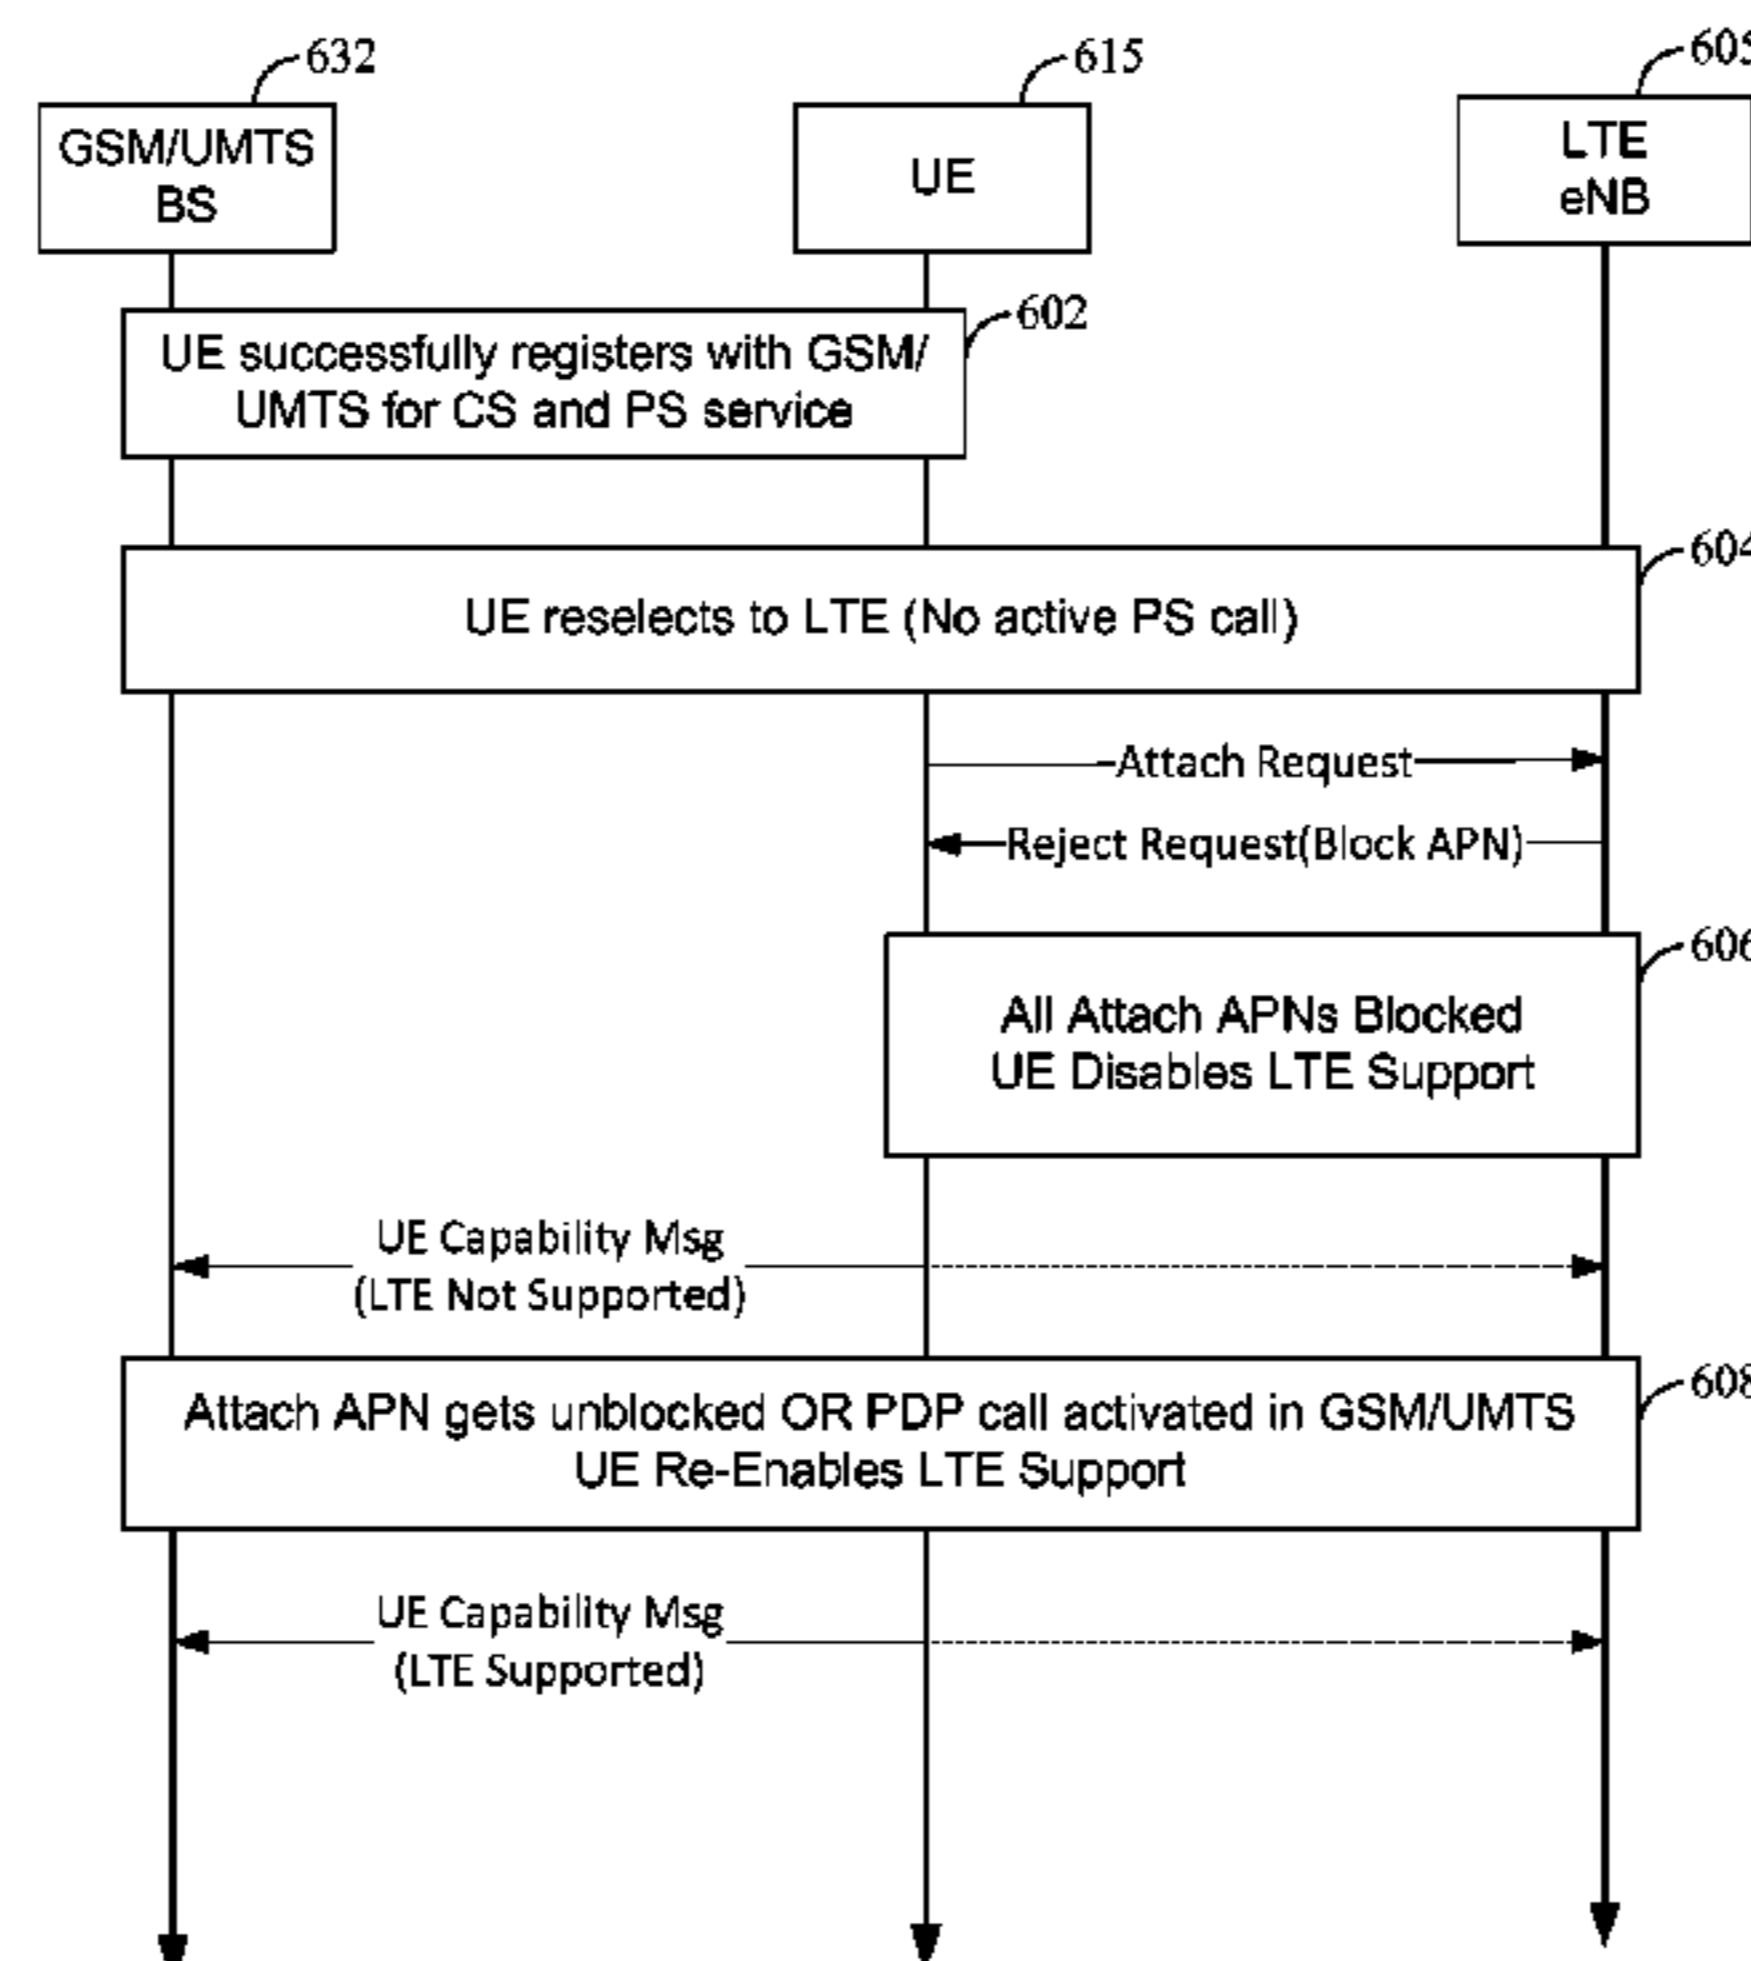 632
615
605
GSM/UMTS
BS
UE
LTE
eNB
602
UE successfully registers with GSM/
UMTS for CS and PS service
604
UE reselects to LTE (No active PS call)
Attach Request
Reject Request(Block APN)
606
All Attach APNs Blocked
UE Disables LTE Support
UE Capability Msg
(LTE Not Supported)
608
Attach APN gets unblocked OR PDP call activated in GSM/UMTS
UE Re-Enables LTE Support
UE Capability Msg
(LTE Supported)